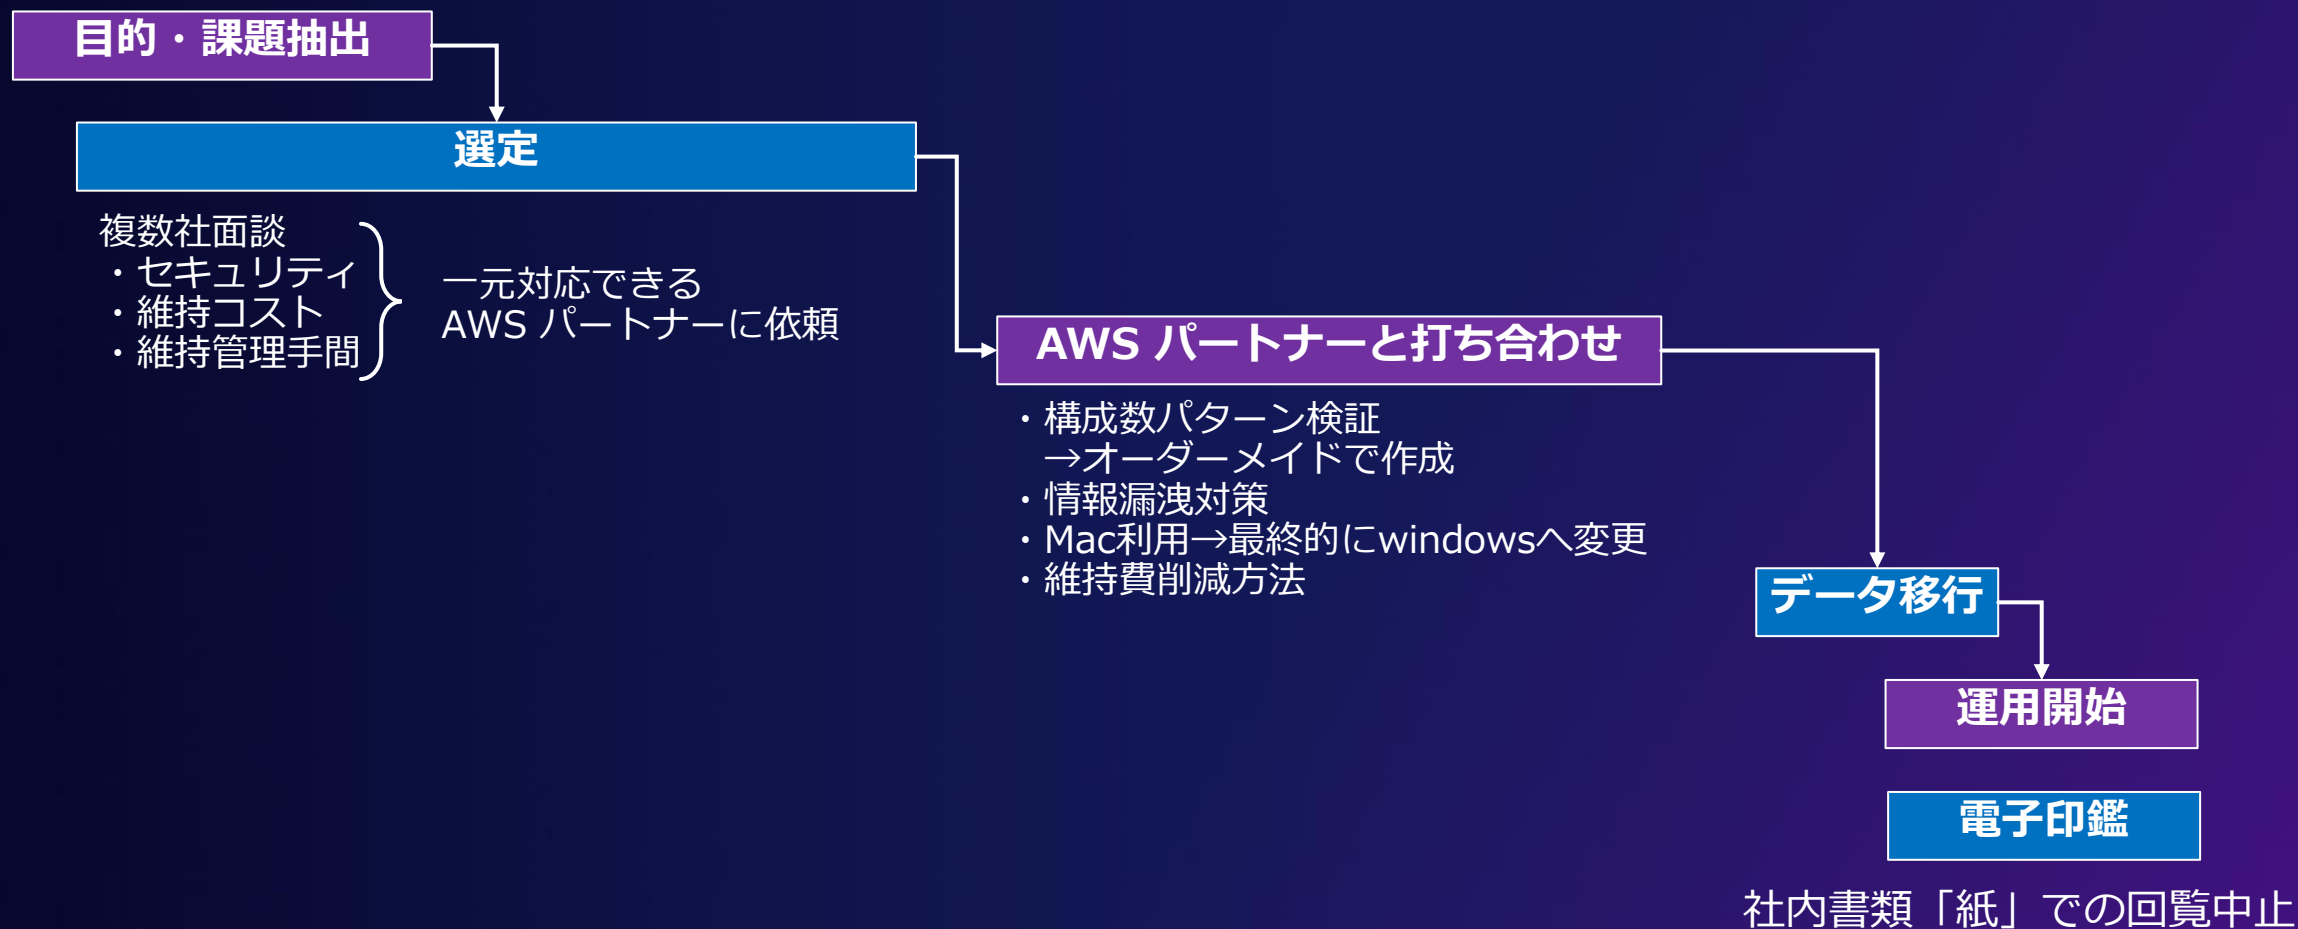 目的・課題抽出
選定
複数社面談
・セキュリティ
・維持コスト
・維持管理手間
一元対応できる
AWS パートナーに依頼
AWS パートナーと打ち合わせ
・構成数パターン検証
→オーダーメイドで作成
・情報漏洩対策
・Mac利用→最終的にwindowsへ変更
・維持費削減方法
データ移行
運用開始
電子印鑑
社内書類「紙」での回覧中止